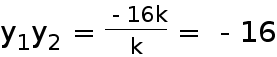 y₁y₂ = -16k/k = -16